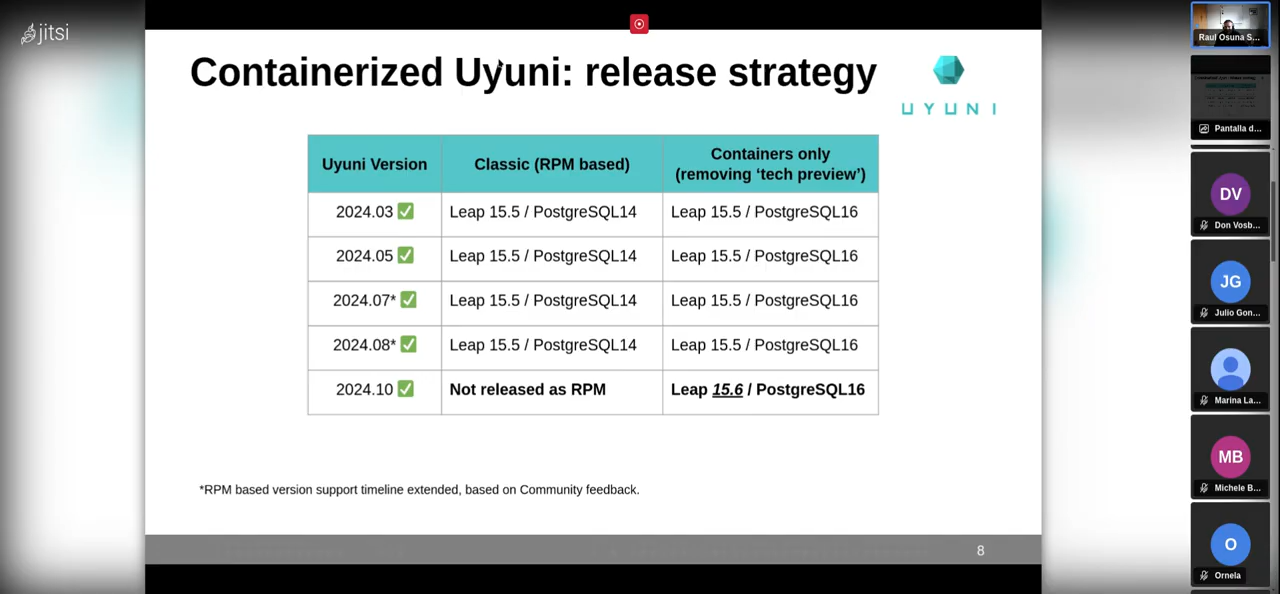 jitsi
Containerized Uyuni: release strategy
UYUNI
Uyuni Version
Classic (RPM based)
Containers only
(removing ‘tech preview’)
2024.03 ✅
Leap 15.5 / PostgreSQL14
Leap 15.5 / PostgreSQL16
2024.05 ✅
Leap 15.5 / PostgreSQL14
Leap 15.5 / PostgreSQL16
2024.07* ✅
Leap 15.5 / PostgreSQL14
Leap 15.5 / PostgreSQL16
2024.08* ✅
Leap 15.5 / PostgreSQL14
Leap 15.5 / PostgreSQL16
2024.10 ✅
Not released as RPM
Leap 15.6 / PostgreSQL16
*RPM based version support timeline extended, based on Community feedback.
8
Raul Osuna S...
Pantalla d...
DV
Don Vosb...
JG
Julio Gon...
Marina La...
MB
Michele B...
O
Ornela